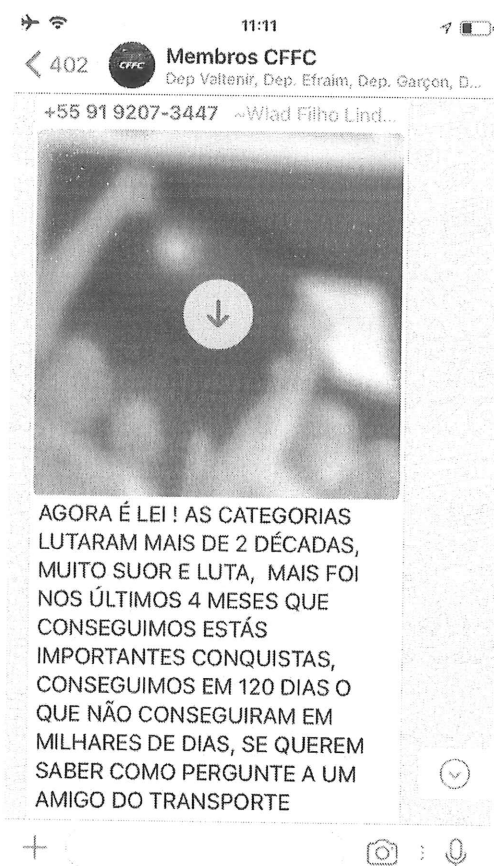 11:11
402
CFFC
Membros CFFC
Dep Valtenir, Dep. Efraim, Dep. Garçon, D...
+55 91 9207-3447 ~Wlad Filho Lind...
AGORA É LEI ! AS CATEGORIAS
LUTARAM MAIS DE 2 DÉCADAS,
MUITO SUOR E LUTA, MAIS FOI
NOS ÚLTIMOS 4 MESES QUE
CONSEGUIMOS ESTÁS
IMPORTANTES CONQUISTAS,
CONSEGUIMOS EM 120 DIAS O
QUE NÃO CONSEGUIRAM EM
MILHARES DE DIAS, SE QUEREM
SABER COMO PERGUNTE A UM
AMIGO DO TRANSPORTE